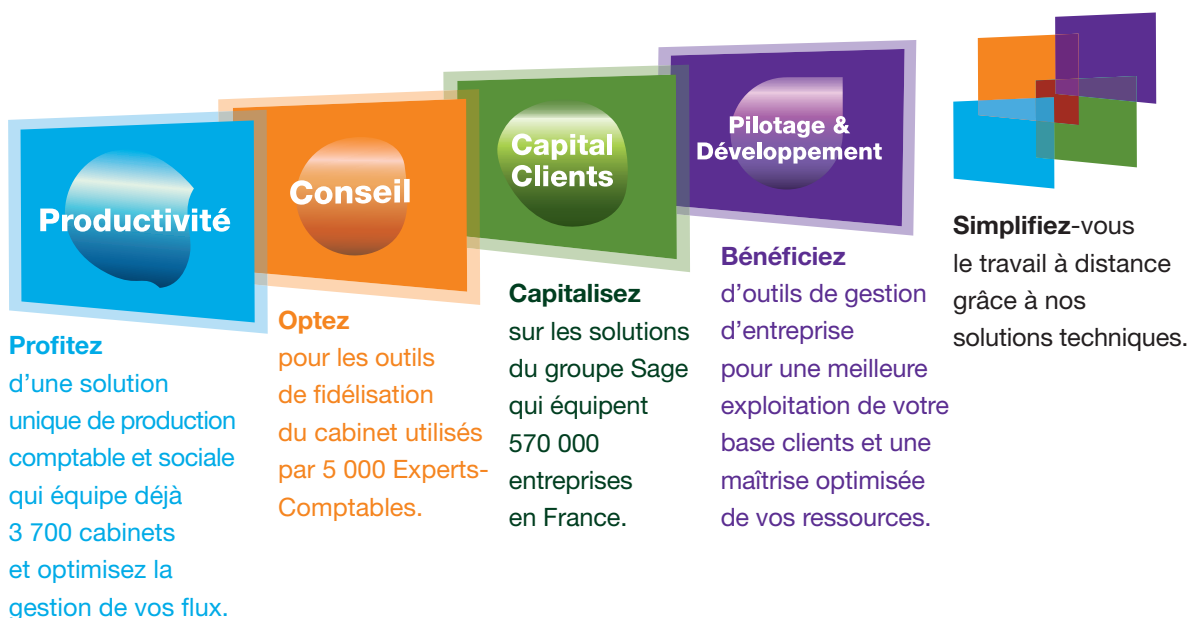 Productivité
Profitez
d'une solution
unique de production
comptable et sociale
qui équipe déjà
3 700 cabinets
et optimisez la
gestion de vos flux.
Conseil
Optez
pour les outils
de fidélisation
du cabinet utilisés
par 5 000 Experts-
Comptables.
Capital
Clients
Capitalisez
sur les solutions
du groupe Sage
qui équipent
570 000
entreprises
en France.
Pilotage &
Développement
Bénéficiez
d'outils de gestion
d'entreprise
pour une meilleure
exploitation de votre
base clients et une
maîtrise optimisée
de vos ressources.
Simplifiez-vous
le travail à distance
grâce à nos
solutions techniques.